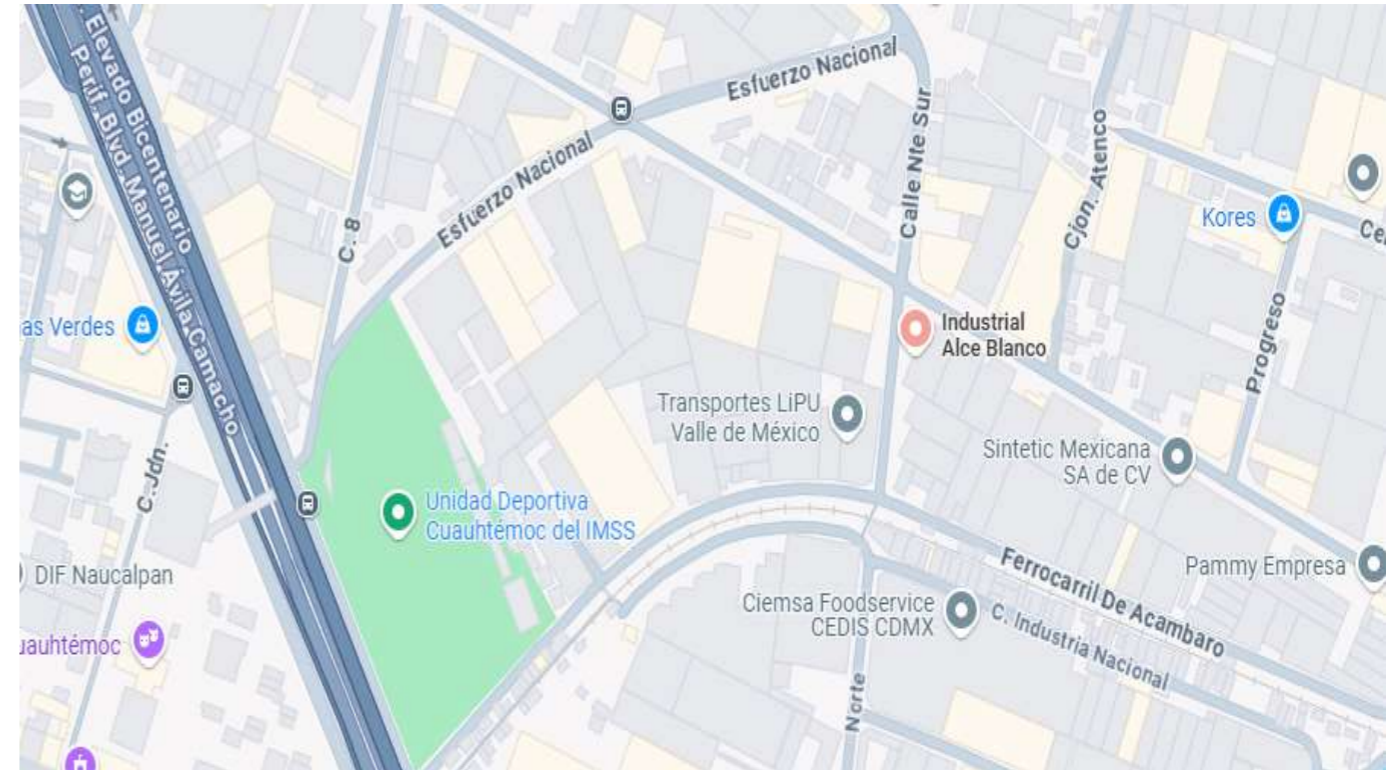 Elevado Bicentenario
Perif. Blvd. Manuel Ávila Camacho
Esfuerzo Nacional
Esfuerzo Nacional
C. 8
Calle Nte Sur
Cjon. Atenco
Kores
Progreso
as Verdes
Industrial
Alce Blanco
Transportes LiPU
Valle de México
Sintetic Mexicana
SA de CV
C. Jdn.
Unidad Deportiva
Cuauhtémoc del IMSS
DIF Naucalpan
Pammy Empresa
Ferrocarril De Acambaro
Ciemsa Foodservice
CEDIS CDMX
C. Industria Nacional
uauhtémoc
Norte